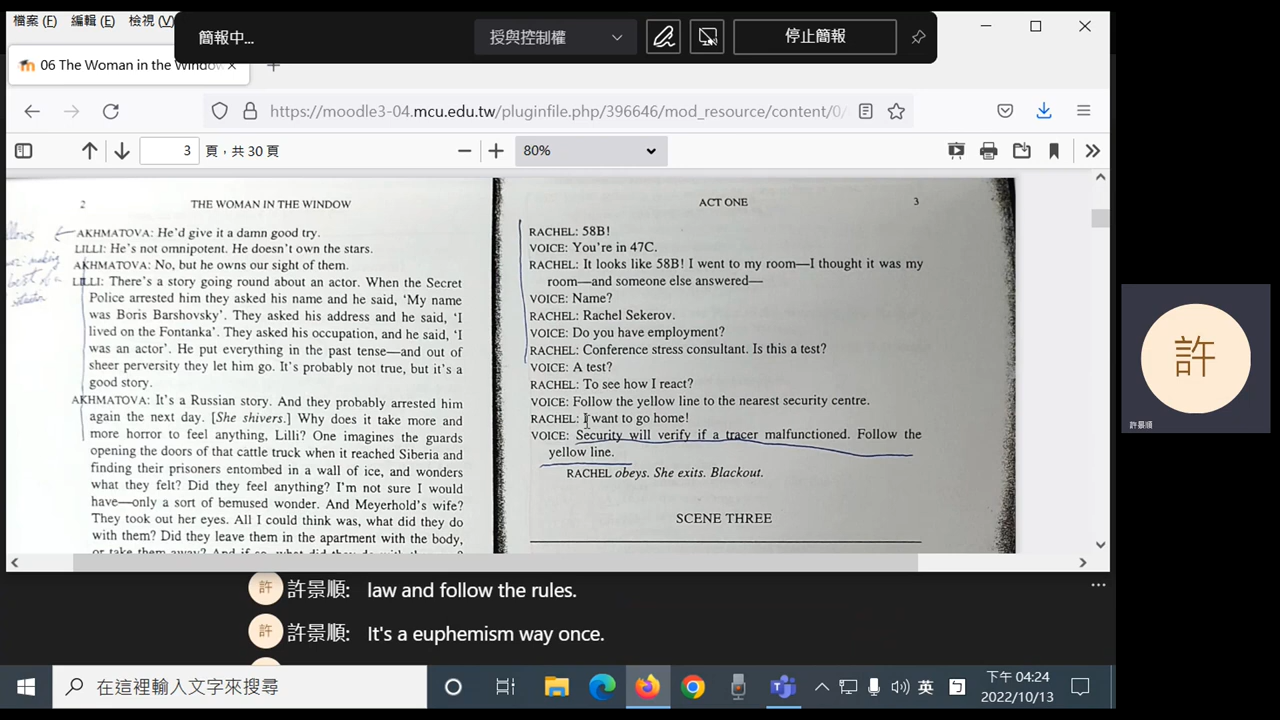 檔案 (F) 編輯 (E) 檢視 (V)
簡報中...
授與控制權
停止簡報
06 The Woman in the Window
https://moodle3-04.mcu.edu.tw/pluginfile.php/396646/mod_resource/content/0/
3 頁，共 30 頁
80%
2 THE WOMAN IN THE WINDOW
AKHMATOVA: He'd give it a damn good try.
LILLI: He's not omnipotent. He doesn't own the stars.
AKHMATOVA: No, but he owns our sight of them.
LILLI: There's a story going round about an actor. When the Secret
Police arrested him they asked his name and he said, 'My name
was Boris Barshovsky'. They asked his address and he said, 'I
lived on the Fontanka'. They asked his occupation, and he said, 'I
was an actor'. He put everything in the past tense—and out of
sheer perversity they let him go. It's probably not true, but it's a
good story.
AKHMATOVA: It's a Russian story. And they probably arrested him
again the next day. [She shivers.] Why does it take more and
more horror to feel anything, Lilli? One imagines the guards
opening the doors of that cattle truck when it reached Siberia and
finding their prisoners entombed in a wall of ice, and wonders
what they felt? Did they feel anything? I'm not sure I would
have—only a sort of bemused wonder. And Meyerhold's wife?
They took out her eyes. All I could think was, what did they do
with them? Did they leave them in the apartment with the body,
or take them away? And if so, what did they do with them?
ACT ONE 3
RACHEL: 58B!
VOICE: You're in 47C.
RACHEL: It looks like 58B! I went to my room—I thought it was my
room—and someone else answered—
VOICE: Name?
RACHEL: Rachel Sekerov.
VOICE: Do you have employment?
RACHEL: Conference stress consultant. Is this a test?
VOICE: A test?
RACHEL: To see how I react?
VOICE: Follow the yellow line to the nearest security centre.
RACHEL: I want to go home!
VOICE: Security will verify if a tracer malfunctioned. Follow the
yellow line.
RACHEL obeys. She exits. Blackout.
SCENE THREE
許
許景順
許 許景順: law and follow the rules.
許 許景順: It's a euphemism way once.
在這裡輸入文字來搜尋
英
下午 04:24
2022/10/13